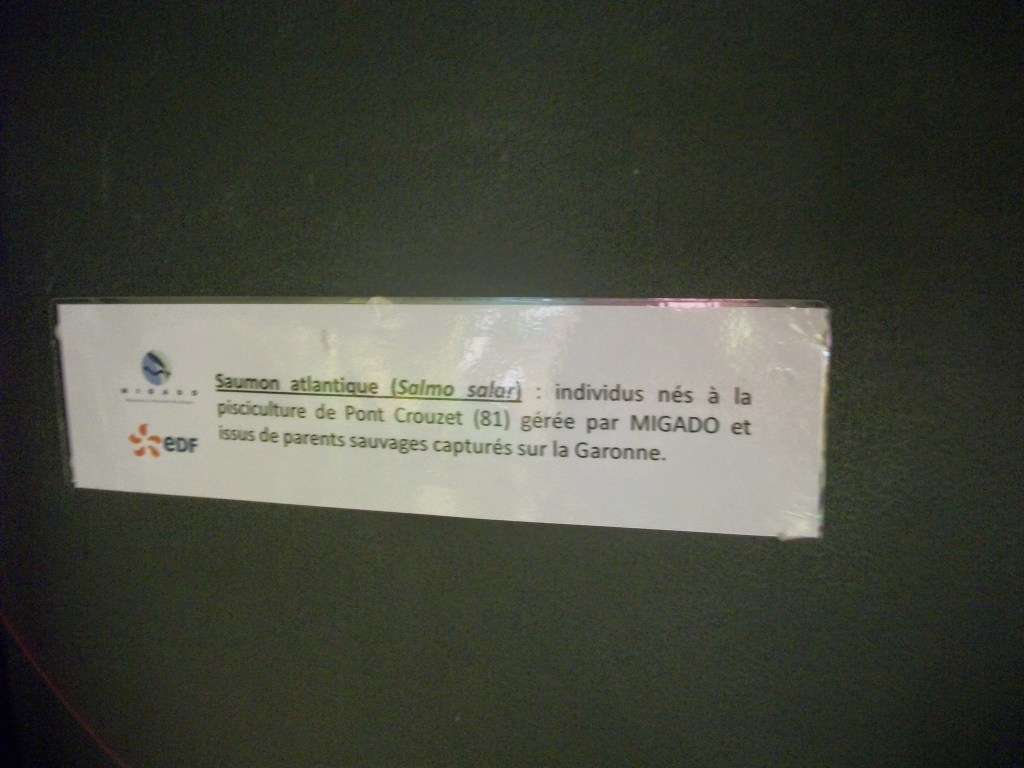 MIGADO
eDF
Saumon atlantique (Salmo salar) : individus nés à la
pisciculture de Pont Crouzet (81) gérée par MIGADO et
issus de parents sauvages capturés sur la Garonne.